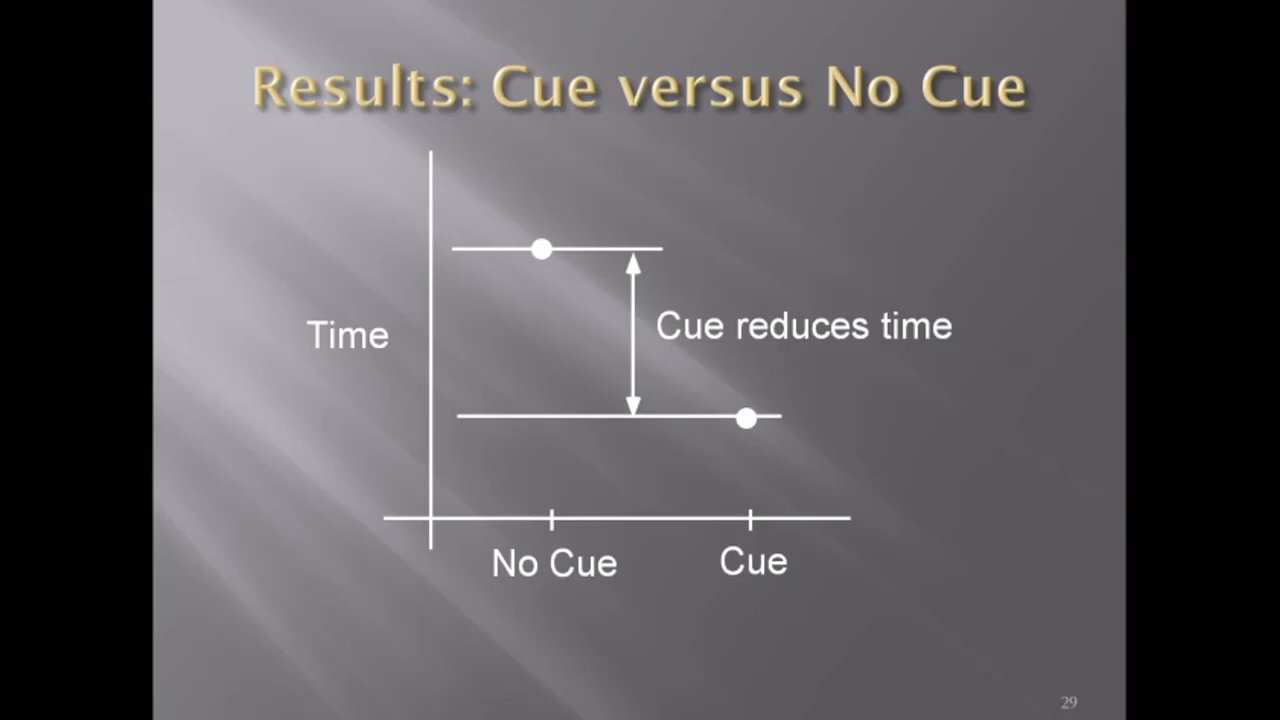 Results: Cue versus No Cue
Time
Cue reduces time
No Cue
Cue
29